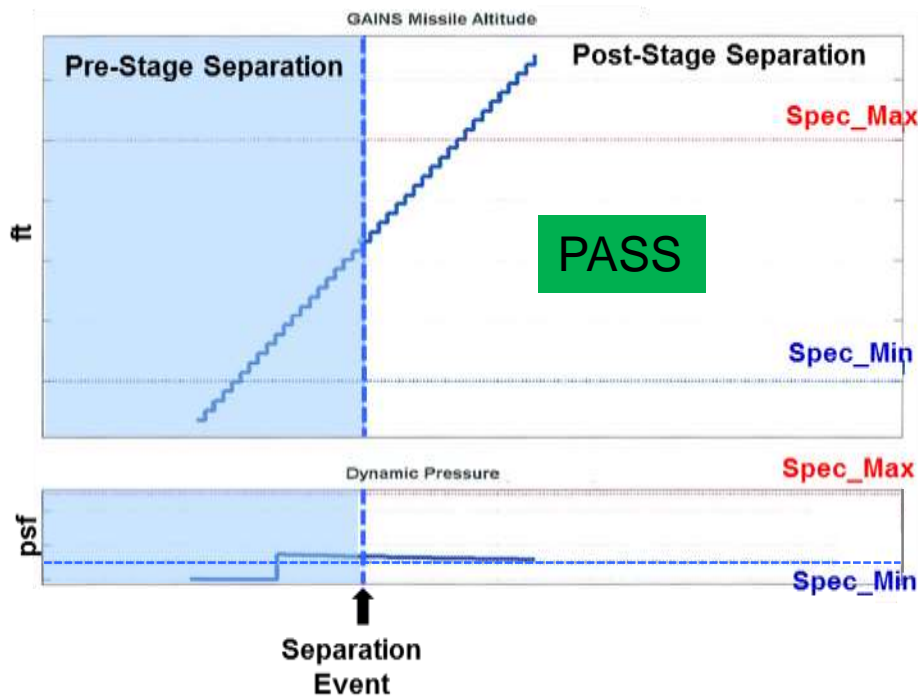 GAINS Missile Altitude
Pre-Stage Separation
Post-Stage Separation
Spec_Max
ft
PASS
Spec_Min
Dynamic Pressure
Spec_Max
psf
Spec_Min
Separation
Event